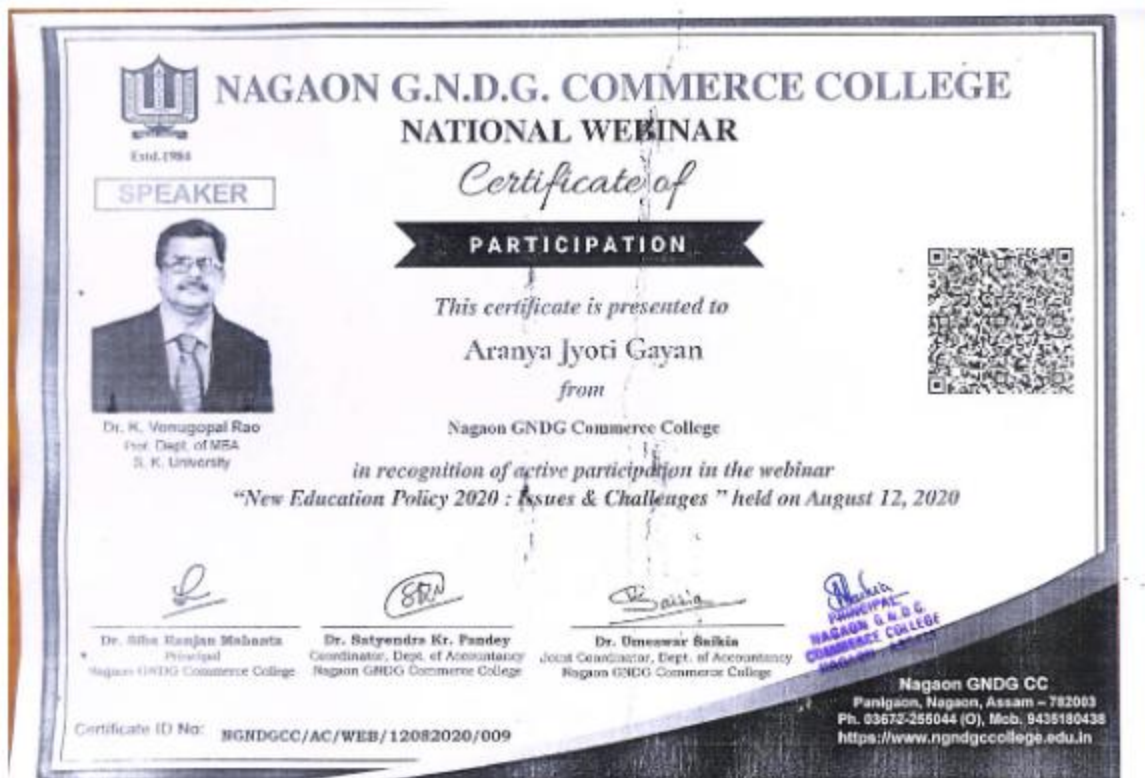 NAGAON G.N.D.G. COMMERCE COLLEGE
NATIONAL WEBINAR
Estd.1984
Certificate of
SPEAKER
PARTICIPATION
This certificate is presented to
Aranya Jyoti Gayan
from
Dr. K. Venugopal Rao
Prof. Dept. of MBA
S. K. University
Nagaon GNDG Commerce College
in recognition of active participation in the webinar
“New Education Policy 2020 : Issues & Challenges ” held on August 12, 2020
Dr. Siba Ranjan Mahanta
Principal
Nagaon GNDG Commerce College
Dr. Satyendra Kr. Pandey
Coordinator, Dept. of Accountancy
Nagaon GNDG Commerce College
Saikia
Dr. Umeswar Saikia
Joint Coordinator, Dept. of Accountancy
Nagaon GNDG Commerce College
PRINCIPAL
NAGAON G.N.D.G.
COMMERCE COLLEGE
Nagaon GNDG CC
Panigaon, Nagaon, Assam – 782003
Ph. 03672-255044 (O), Mob. 9435180438
https://www.ngndgccollege.edu.in
Certificate ID No: NGNDGCC/AC/WEB/12082020/009